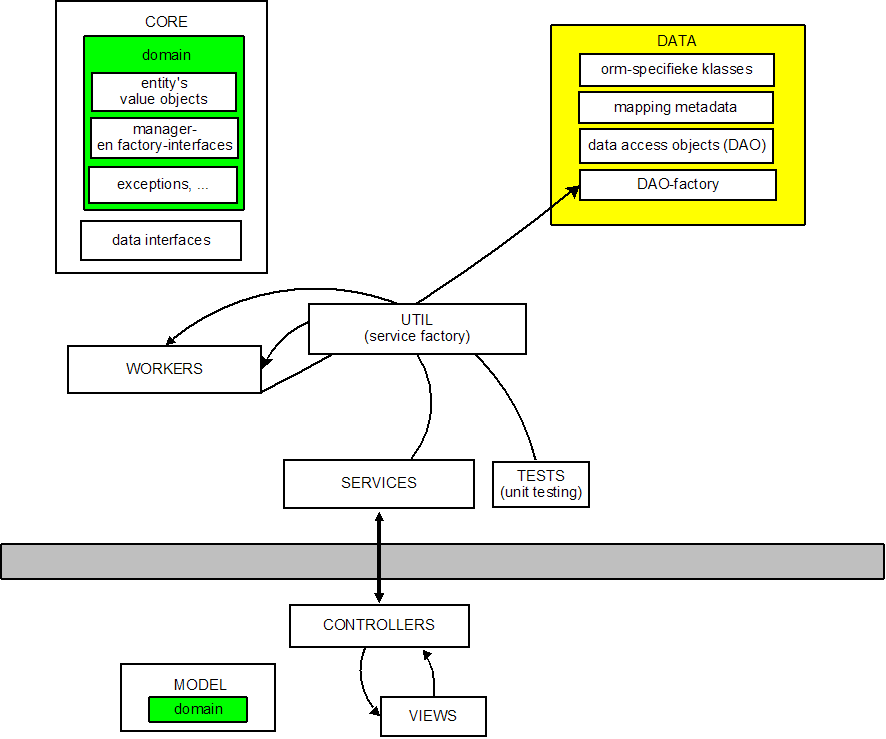 CORE
domain
entity's
value objects
manager-
en factory-interfaces
exceptions, ...
data interfaces
DATA
orm-specifieke klasses
mapping metadata
data access objects (DAO)
DAO-factory
UTIL
(service factory)
WORKERS
SERVICES
TESTS
(unit testing)
CONTROLLERS
MODEL
domain
VIEWS